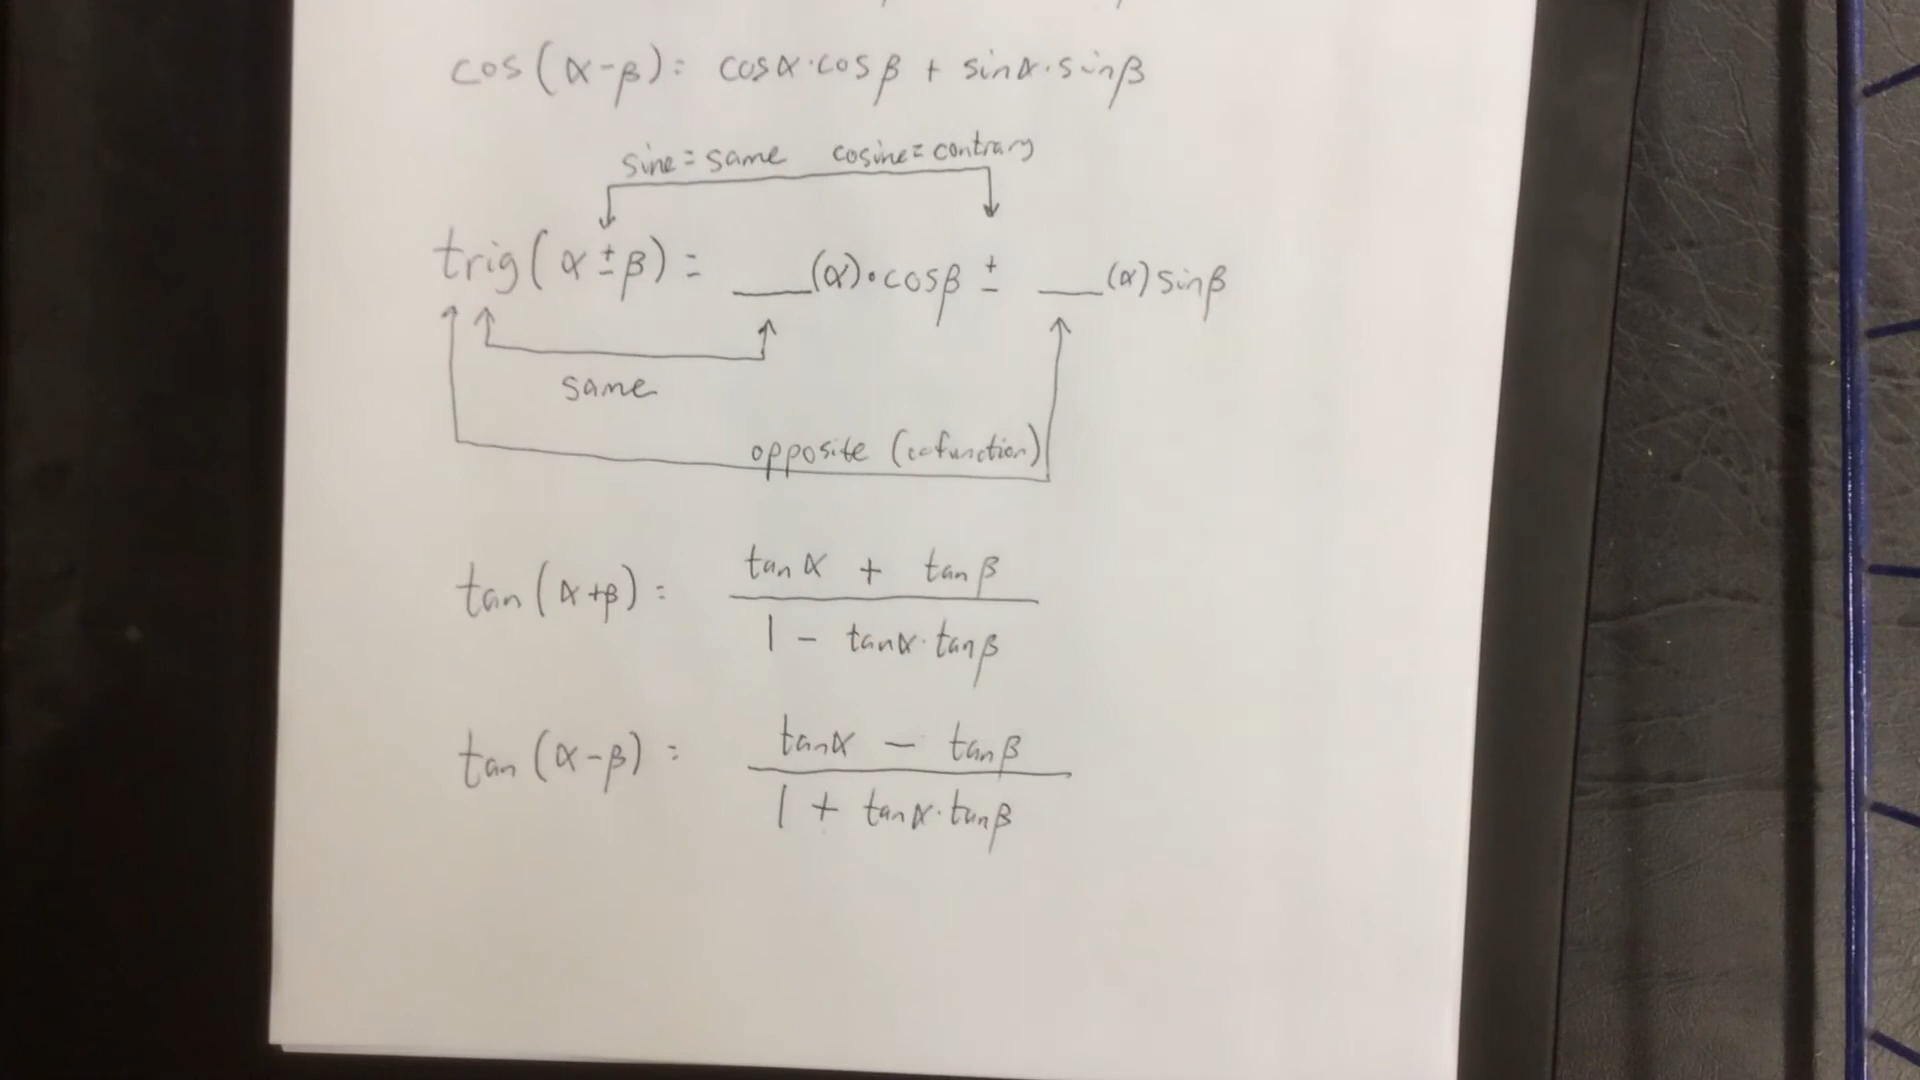 cos(α-β) = cosα·cosβ + sinα·sinβ
sine = same cosine = contrary
trig(α ± β) = ___(α)·cosβ ± ___(α) sinβ
same
opposite (cofunction)
tan(α+β) = tanα + tanβ
1 - tanα·tanβ
tan(α-β) = tanα - tanβ
1 + tanα·tanβ